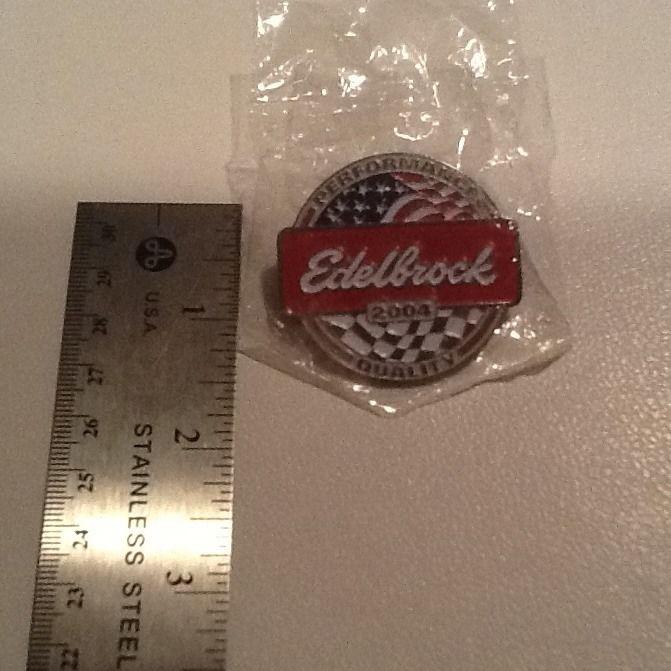 PERFORMANCE
Edelbrock
2004
QUALITY
USA
STAINLESS STEEL
1
2
3
30
29
28
27
26
25
24
23
22